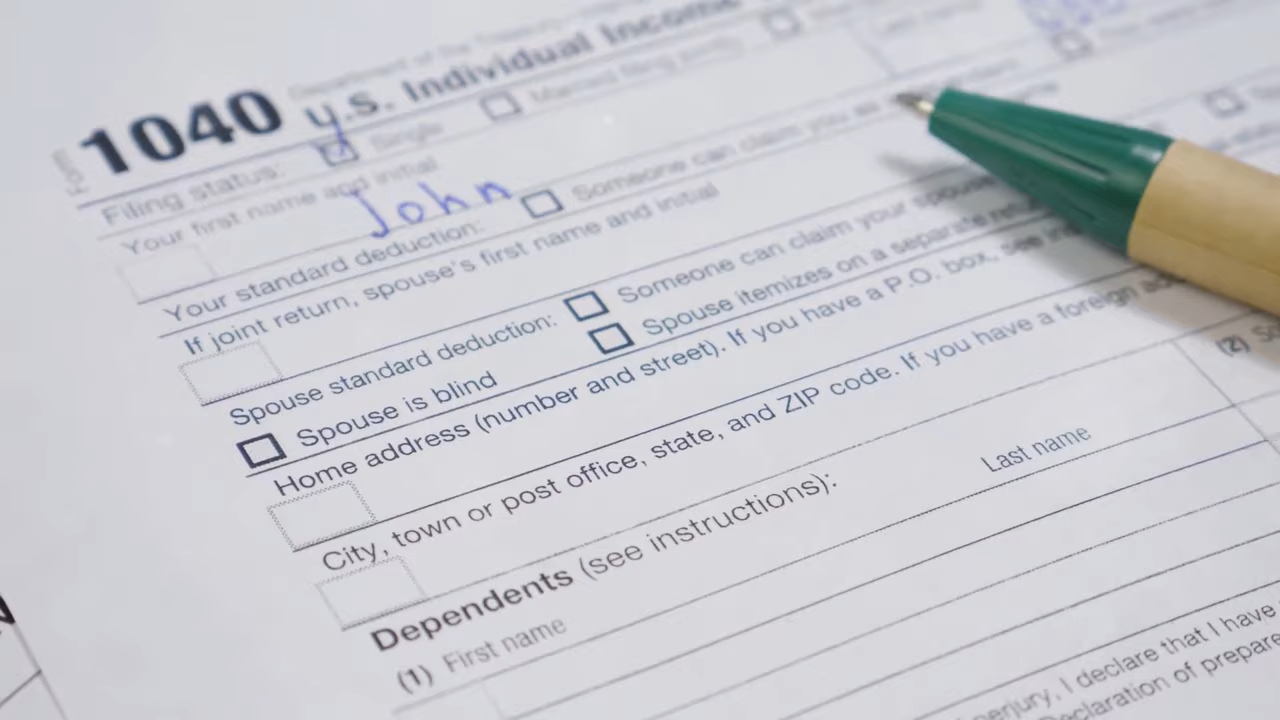 1040 U.S. Individual Income
Filing status: Single Married filing jointly
Your first name and initial
John
Your standard deduction: Someone can claim you as
If joint return, spouse's first name and initial
Spouse standard deduction: Someone can claim your spouse
Spouse is blind Spouse itemizes on a separate
Home address (number and street). If you have a P.O. box, see
City, town or post office, state, and ZIP code. If you have a foreign
Dependents (see instructions): (2)
(1) First name Last name
perjury, I declare that I have
Declaration of